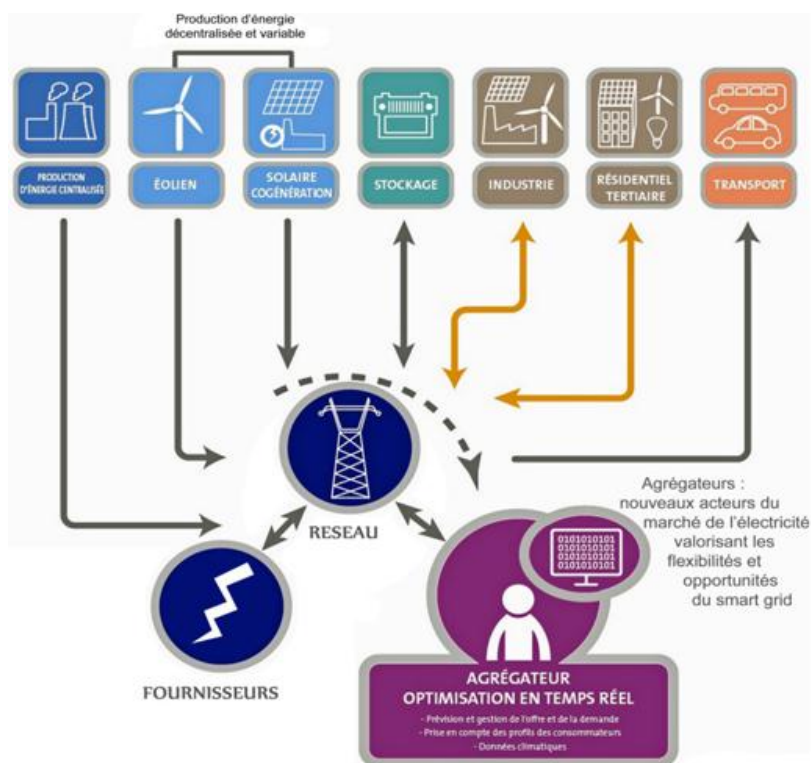 Production d'énergie
décentralisée et variable
PRODUCTION
D'ÉNERGIE CENTRALISÉE
ÉOLIEN
SOLAIRE
COGÉNÉRATION
STOCKAGE
INDUSTRIE
RÉSIDENTIEL
TERTIAIRE
TRANSPORT
RESEAU
FOURNISSEURS
Agrégateurs :
nouveaux acteurs du
marché de l'électricité
valorisant les
flexibilités et
opportunités
du smart grid
0101010101
0101010101
0101010101
0101010101
AGRÉGATEUR
OPTIMISATION EN TEMPS RÉEL
- Prévision et gestion de l'offre et de la demande
- Prise en compte des profils des consommateurs
- Données climatiques